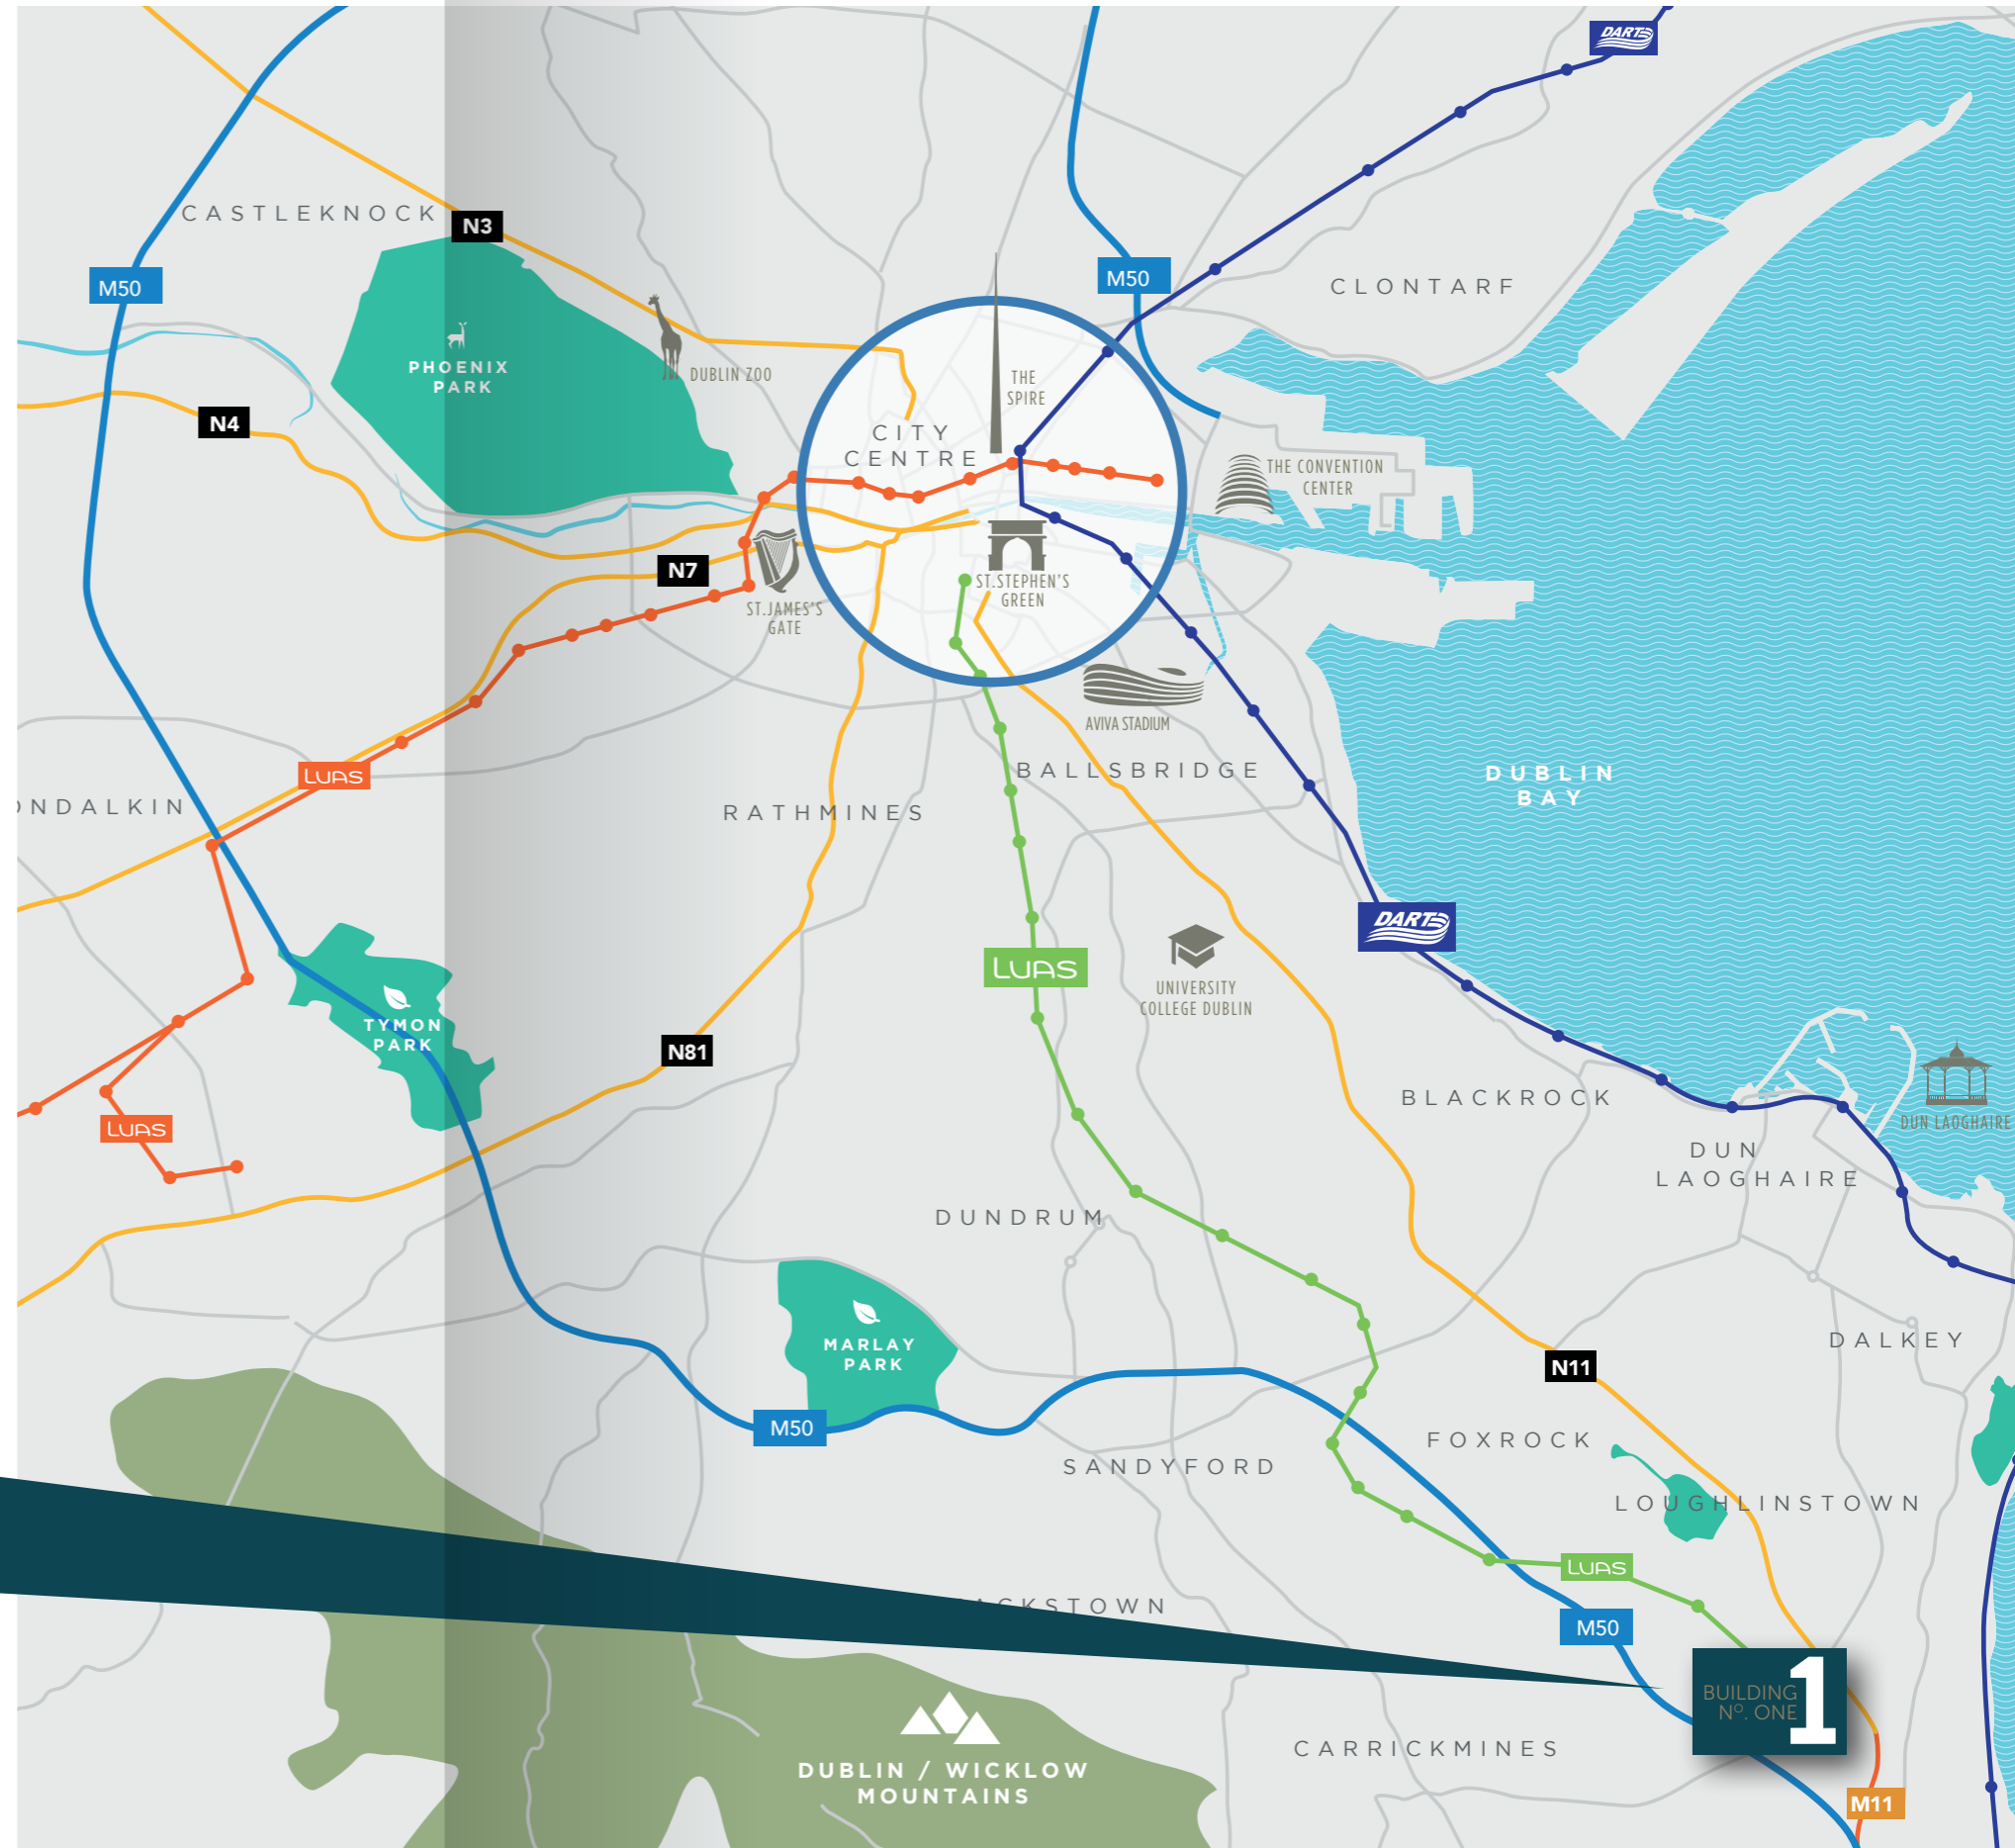 DART
CASTLEKNOCK
N3
M50
M50
CLONTARF
PHOENIX
PARK
DUBLIN ZOO
THE
SPIRE
N4
CITY
CENTRE
THE CONVENTION
CENTER
N7
ST.STEPHEN'S
GREEN
ST.JAMES'S
GATE
AVIVA STADIUM
LUAS
BALLSBRIDGE
DUBLIN
BAY
ONDALKIN
RATHMINES
DART
LUAS
UNIVERSITY
COLLEGE DUBLIN
TYMON
PARK
N81
BLACKROCK
LUAS
DUN LAOGHAIRE
DUN
LAOGHAIRE
DUNDRUM
MARLAY
PARK
DALKEY
N11
M50
FOXROCK
SANDYFORD
LOUGHLINSTOWN
LUAS
ACKSTOWN
M50
BUILDING
Nº. ONE
1
DUBLIN / WICKLOW
MOUNTAINS
CARRICKMINES
M11